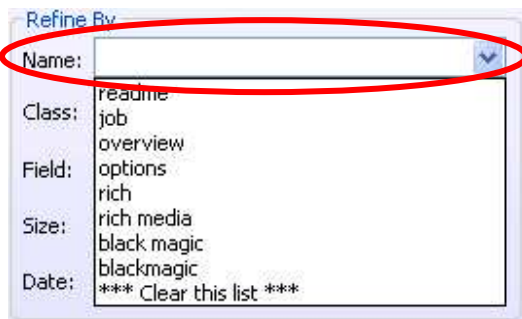 Refine By
Name:
readme
Class:
job
overview
Field:
options
rich
Size:
rich media
black magic
Date:
blackmagic
*** Clear this list ***